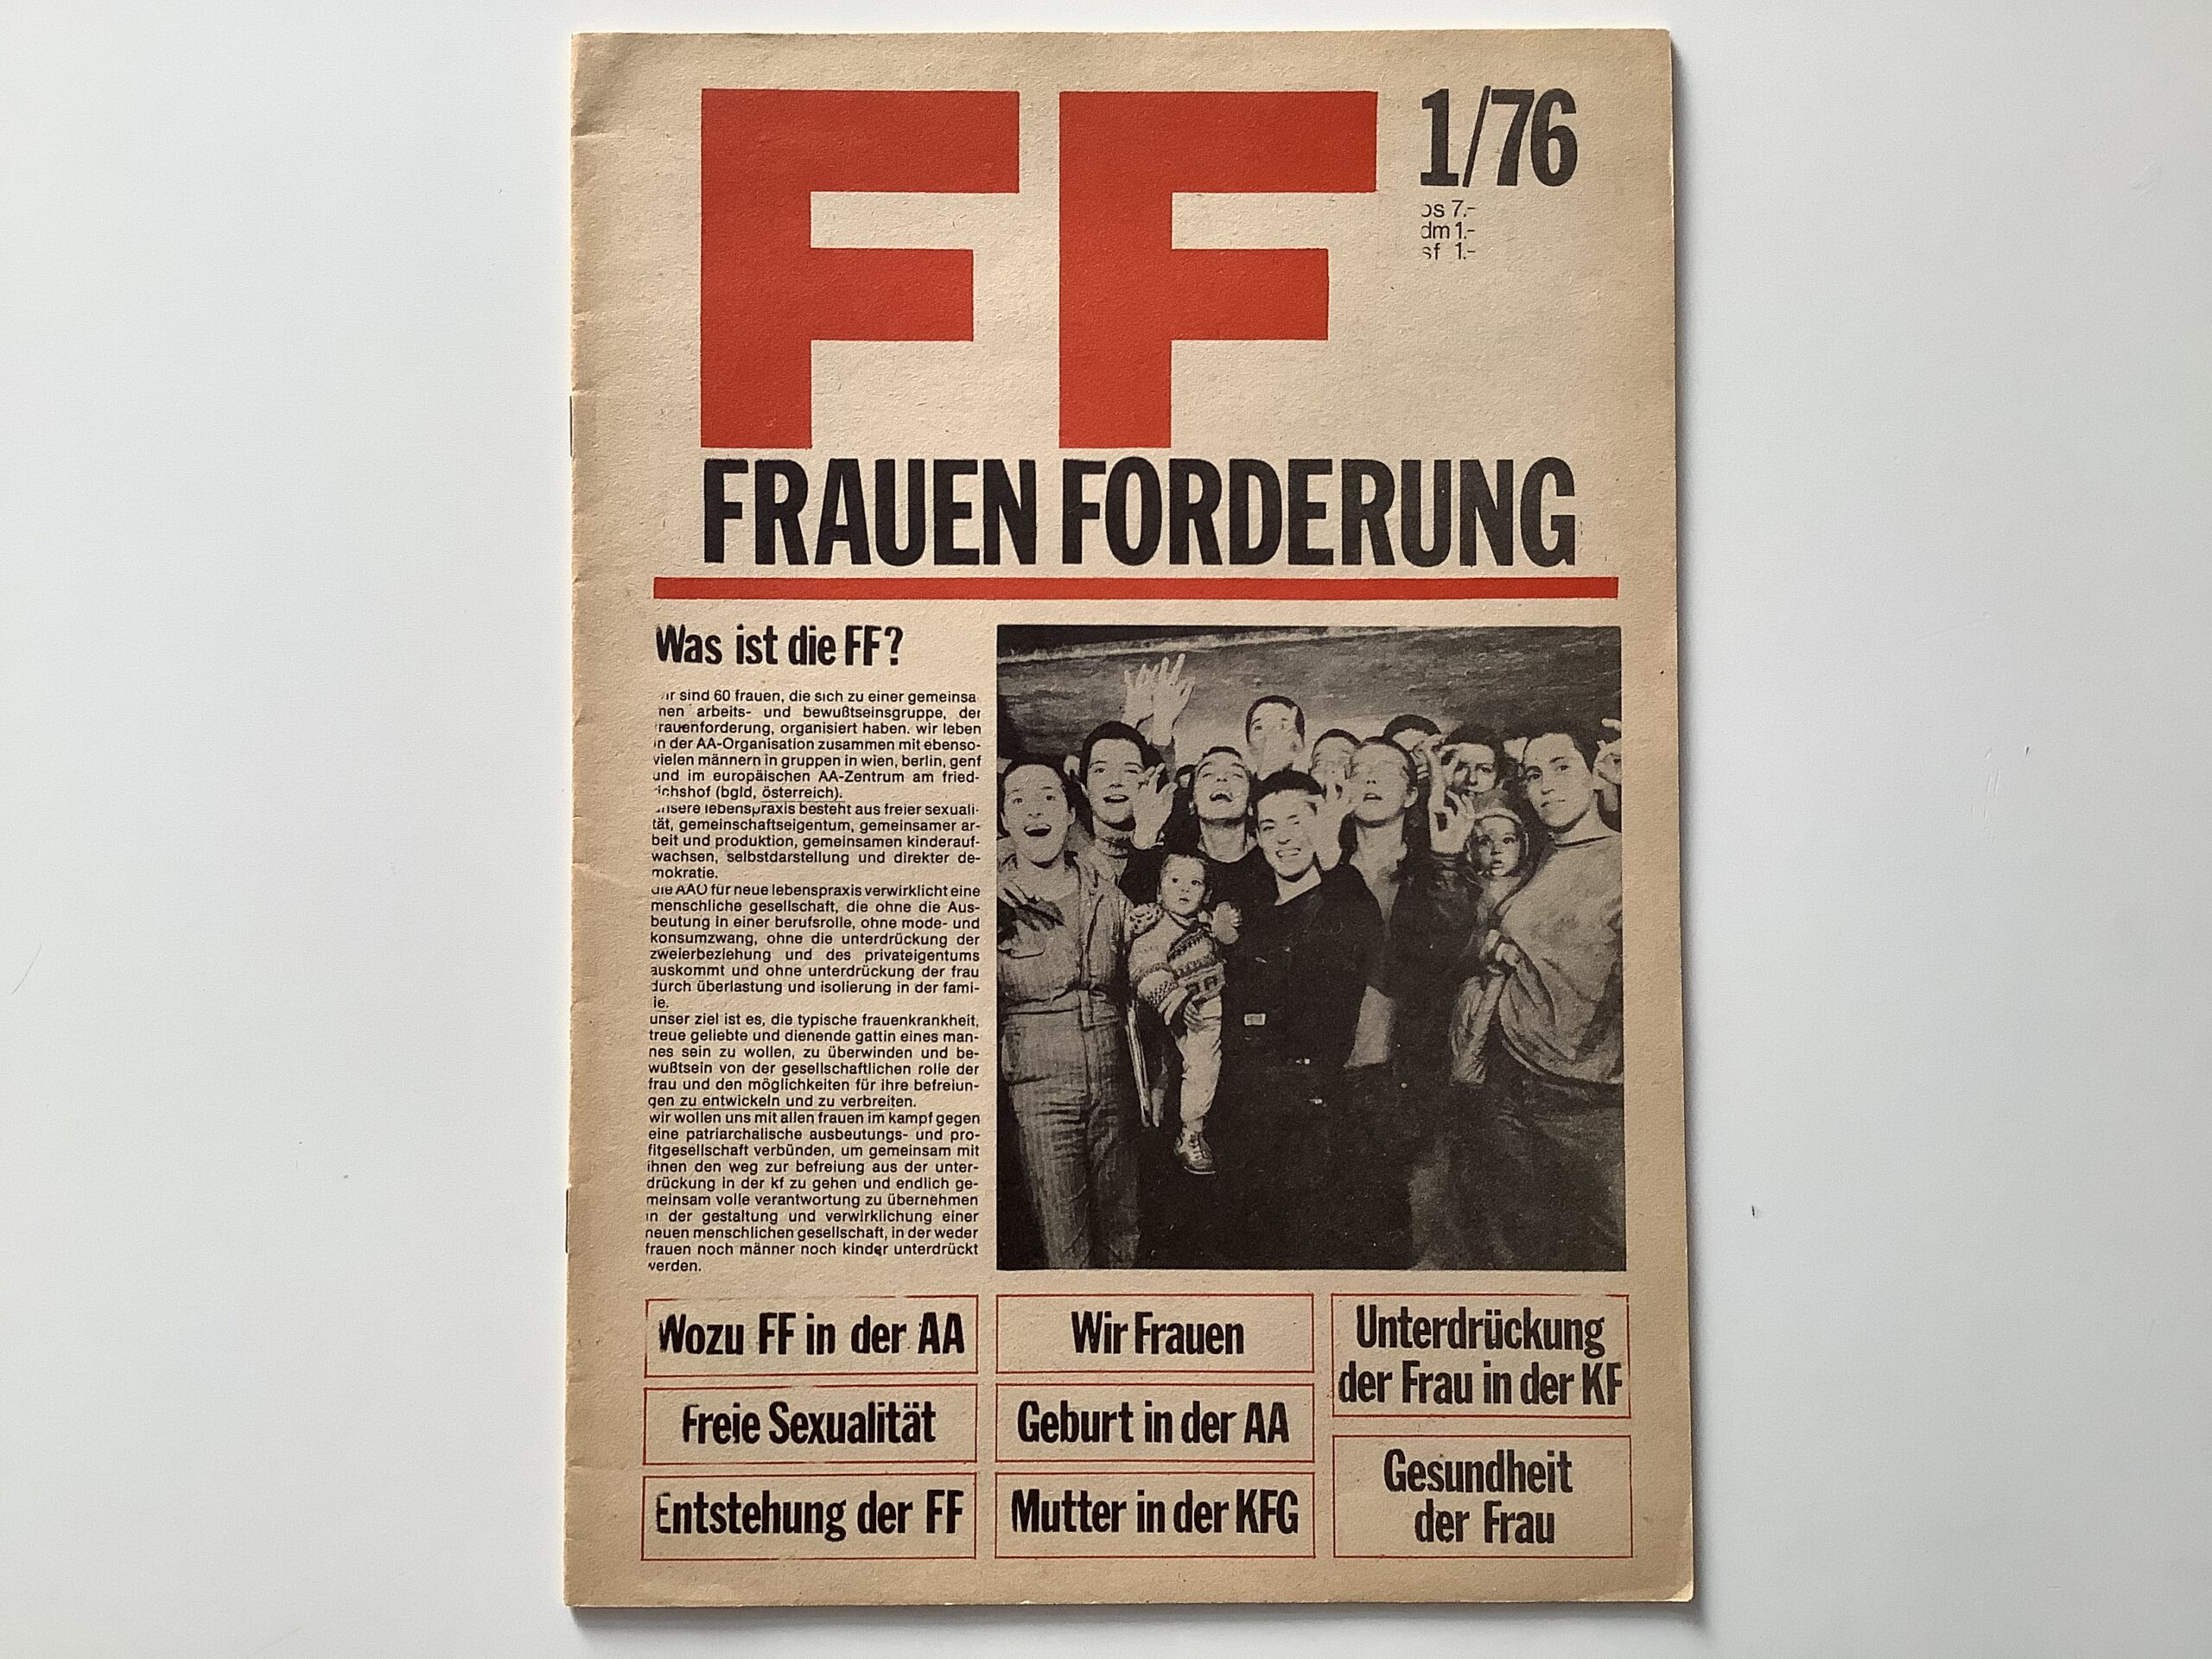 FF
1/76
ös 7.-
dm 1.-
sf 1.-
FRAUEN FORDERUNG
Was ist die FF?
wir sind 60 frauen, die sich zu einer gemeinsa
men arbeits- und bewußtseinsgruppe, der
frauenforderung, organisiert haben. wir leben
in der AA-Organisation zusammen mit ebenso-
vielen männern in gruppen in wien, berlin, genf
und im europäischen AA-Zentrum am fried-
richshof (bgld, österreich).
unsere lebenspraxis besteht aus freier sexuali-
tät, gemeinschaftseigentum, gemeinsamer ar-
beit und produktion, gemeinsamen kinderauf-
wachsen, selbstdarstellung und direkter de-
mokratie.
die AAO für neue lebenspraxis verwirklicht eine
menschliche gesellschaft, die ohne die Aus-
beutung in einer berufsrolle, ohne mode- und
konsumzwang, ohne die unterdrückung der
zweierbeziehung und des privateigentums
auskommt und ohne unterdrückung der frau
durch überlastung und isolierung in der fami-
lie.
unser ziel ist es, die typische frauenkrankheit,
treue geliebte und dienende gattin eines man-
nes sein zu wollen, zu überwinden und be-
wußtsein von der gesellschaftlichen rolle der
frau und den möglichkeiten für ihre befreiun-
gen zu entwickeln und zu verbreiten.
wir wollen uns mit allen frauen im kampf gegen
eine patriarchalische ausbeutungs- und pro-
fitgesellschaft verbünden, um gemeinsam mit
ihnen den weg zur befreiung aus der unter-
drückung in der kf zu gehen und endlich ge-
meinsam volle verantwortung zu übernehmen
in der gestaltung und verwirklichung einer
neuen menschlichen gesellschaft, in der weder
frauen noch männer noch kinder unterdrückt
werden.
Wozu FF in der AA
Freie Sexualität
Entstehung der FF
Wir Frauen
Geburt in der AA
Mutter in der KFG
Unterdrückung
der Frau in der KF
Gesundheit
der Frau